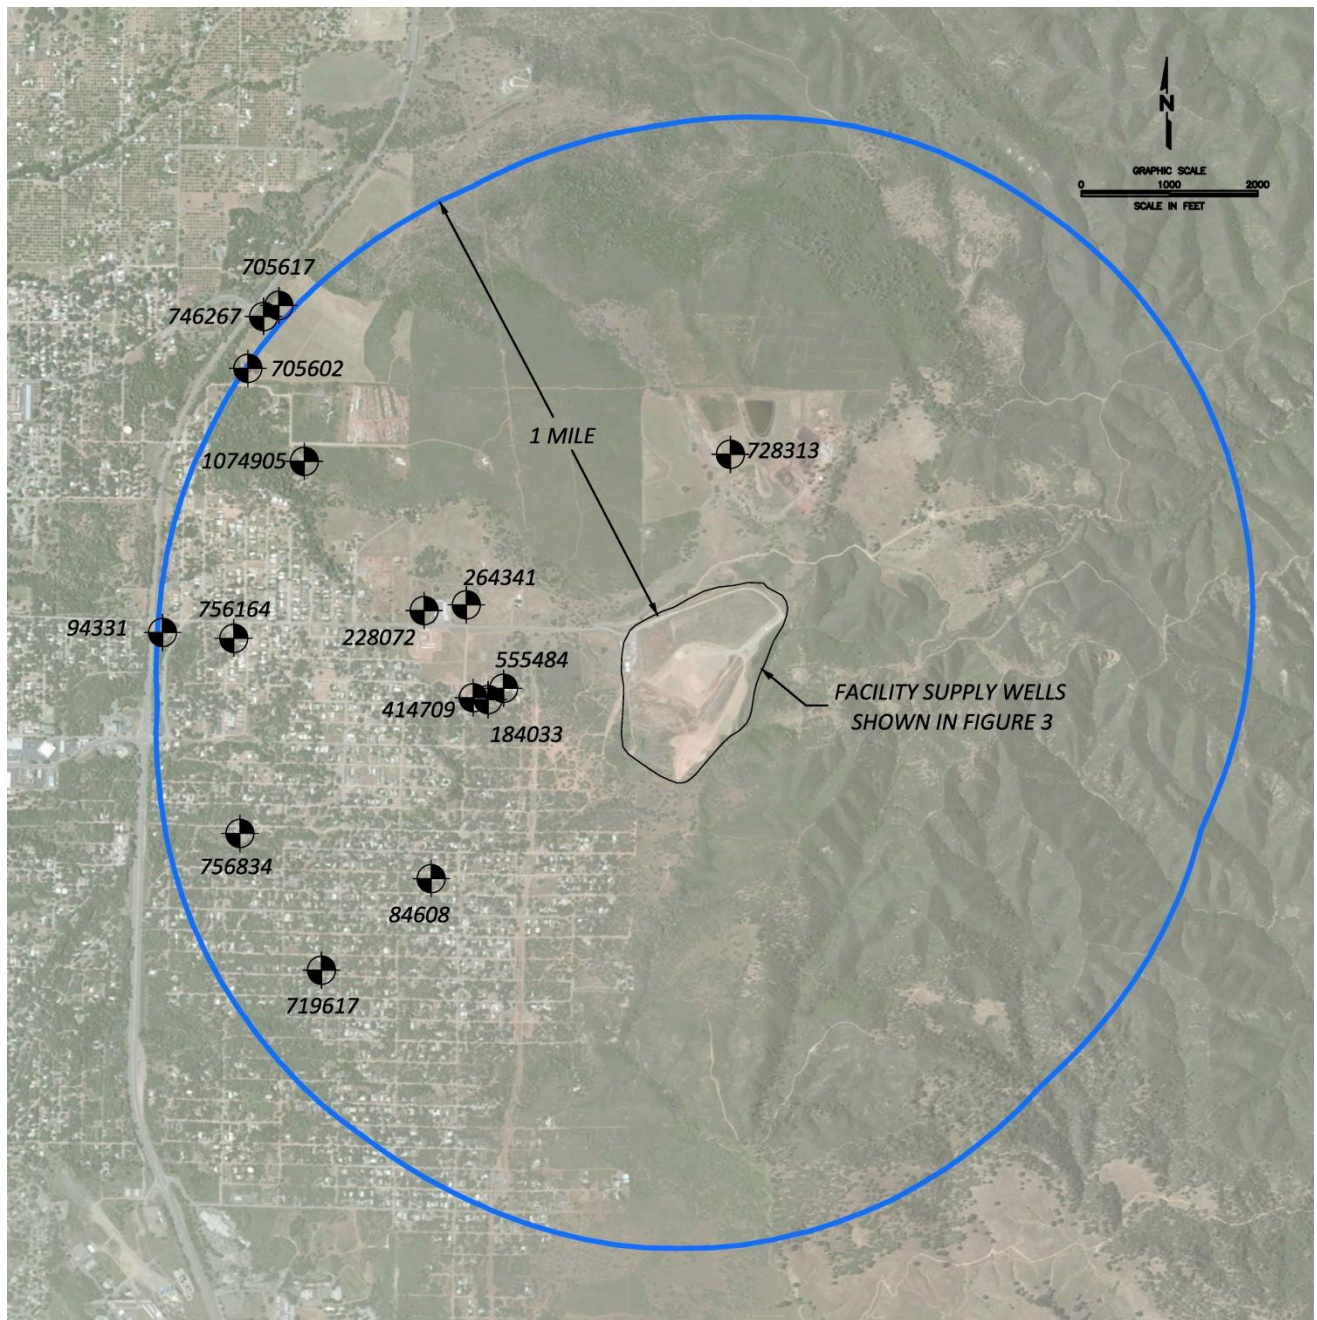 N
GRAPHIC SCALE
0 1000 2000
SCALE IN FEET
705617
746267
705602
1 MILE
1074905
728313
264341
756164
94331
228072
555484
414709
184033
FACILITY SUPPLY WELLS
SHOWN IN FIGURE 3
756834
84608
719617